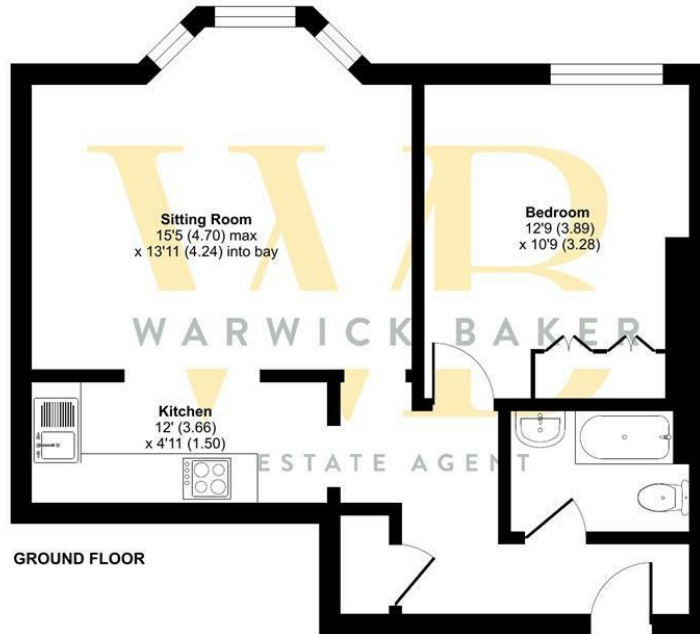 WB
Sitting Room
15'5 (4.70) max
x 13'11 (4.24) into bay
Bedroom
12'9 (3.89)
x 10'9 (3.28)
WARWICK BAKER
Kitchen
12' (3.66)
x 4'11 (1.50)
ESTATE AGENT
GROUND FLOOR